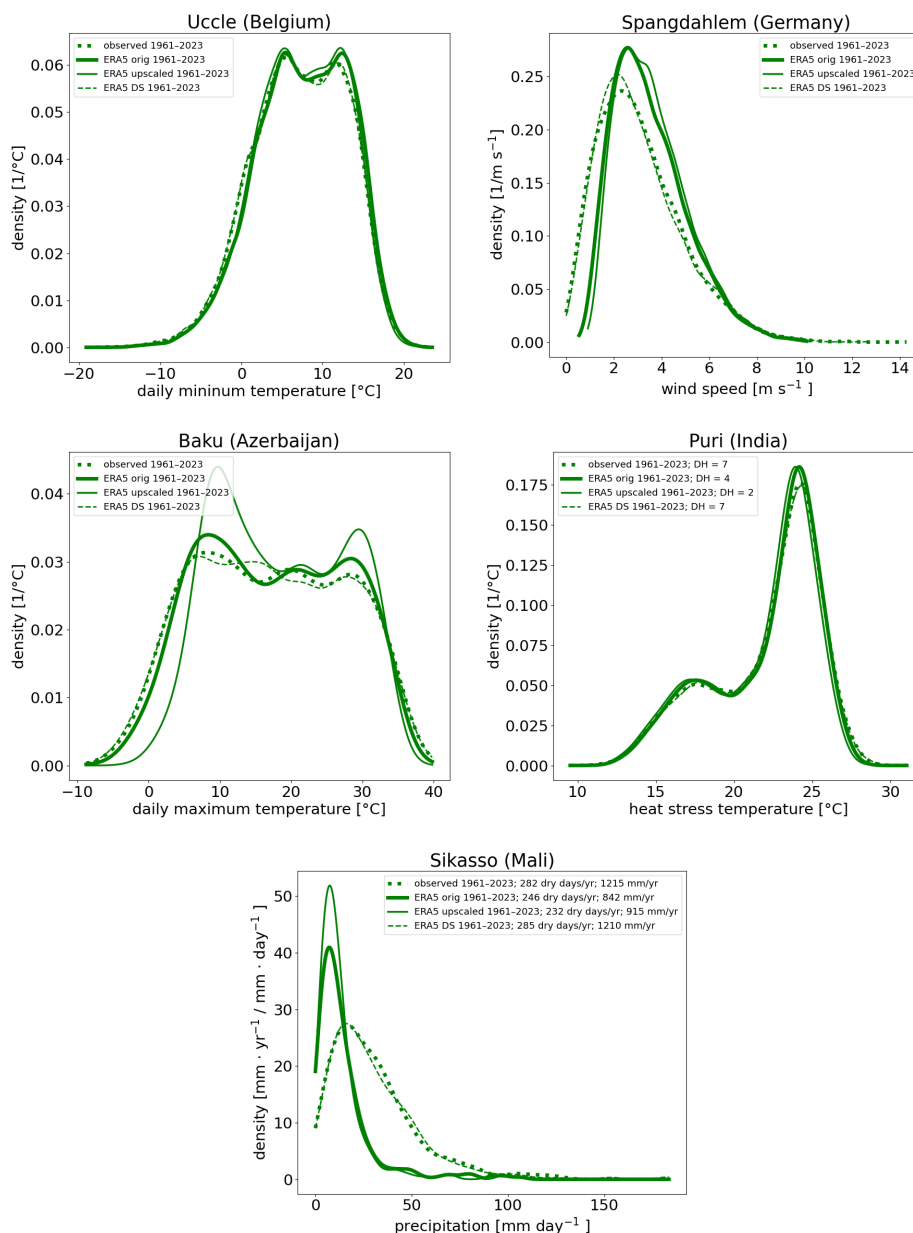 Uccle (Belgium)
observed 1961–2023
ERA5 orig 1961–2023
ERA5 upscaled 1961–2023
ERA5 DS 1961–2023
density [1/°C]
0.06
0.05
0.04
0.03
0.02
0.01
0.00
−20
−10
0
10
20
daily mininum temperature [°C]
Spangdahlem (Germany)
observed 1961–2023
ERA5 orig 1961–2023
ERA5 upscaled 1961–2023
ERA5 DS 1961–2023
density [1/m s⁻¹]
0.25
0.20
0.15
0.10
0.05
0.00
0
2
4
6
8
10
12
14
wind speed [m s⁻¹ ]
Baku (Azerbaijan)
observed 1961–2023
ERA5 orig 1961–2023
ERA5 upscaled 1961–2023
ERA5 DS 1961–2023
density [1/°C]
0.04
0.03
0.02
0.01
0.00
−10
0
10
20
30
40
daily maximum temperature [°C]
Puri (India)
observed 1961–2023; DH = 7
ERA5 orig 1961–2023; DH = 4
ERA5 upscaled 1961–2023; DH = 2
ERA5 DS 1961–2023; DH = 7
density [1/°C]
0.175
0.150
0.125
0.100
0.075
0.050
0.025
0.000
10
15
20
25
30
heat stress temperature [°C]
Sikasso (Mali)
observed 1961–2023; 282 dry days/yr; 1215 mm/yr
ERA5 orig 1961–2023; 246 dry days/yr; 842 mm/yr
ERA5 upscaled 1961–2023; 232 dry days/yr; 915 mm/yr
ERA5 DS 1961–2023; 285 dry days/yr; 1210 mm/yr
density [mm · yr⁻¹ / mm · day⁻¹]
50
40
30
20
10
0
0
50
100
150
precipitation [mm day⁻¹ ]